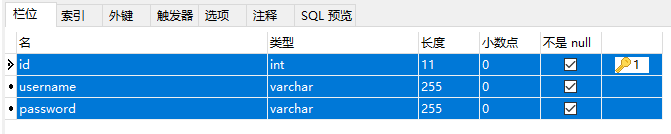 栏位 索引 外键 触发器 选项 注释 SQL 预览
名 类型 长度 小数点 不是 null
id int 11 0 1
username varchar 255 0
password varchar 255 0